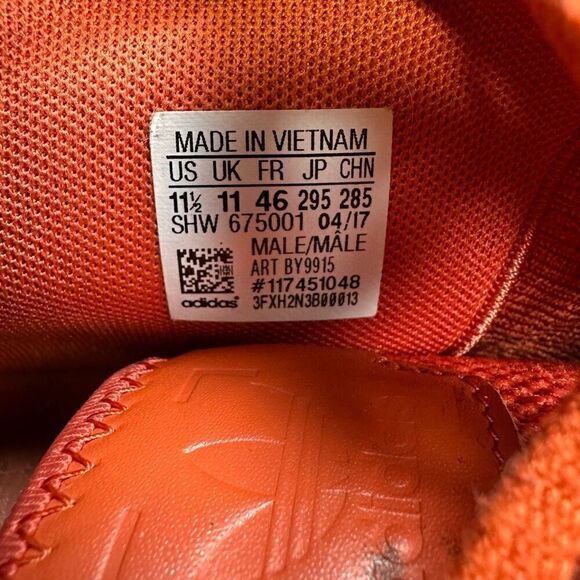 MADE IN VIETNAM
US UK FR JP CHN
11½ 11 46 295 285
SHW 675001 04/17
MALE/MÂLE
ART BY9915
#117451048
adidas® 3FXH2N3B00013